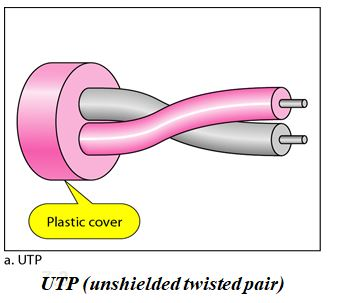 Plastic cover
a. UTP
UTP (unshielded twisted pair)